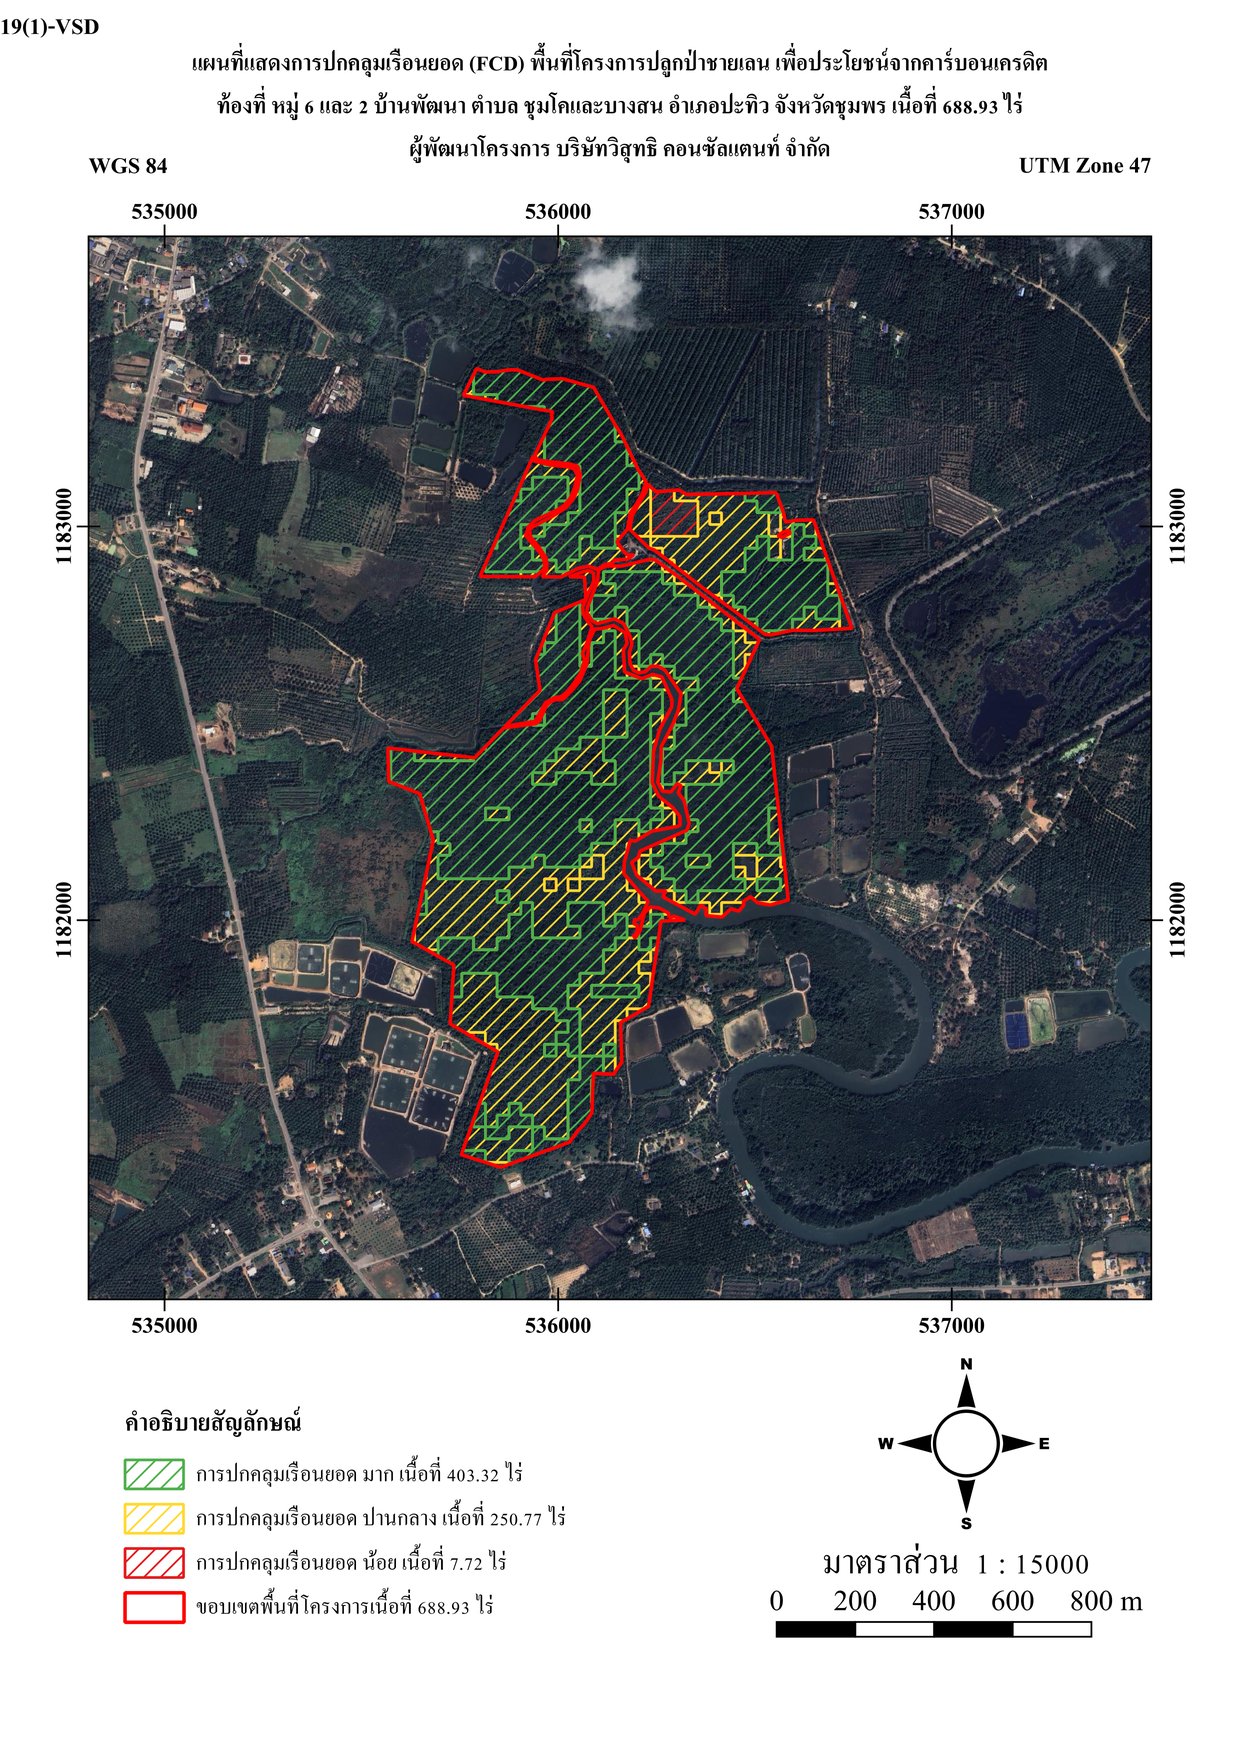 19(1)-VSD
แผนที่แสดงการปกคลุมเรือนยอด (FCD) พื้นที่โครงการปลูกป่าชายเลน เพื่อประโยชน์จากคาร์บอนเครดิต
ท้องที่ หมู่ 6 และ 2 บ้านพัฒนา ตำบล ชุมโคและบางสน อำเภอปะทิว จังหวัดชุมพร เนื้อที่ 688.93 ไร่
ผู้พัฒนาโครงการ บริษัทวิสุทธิ คอนซัลแตนท์ จำกัด
WGS 84
UTM Zone 47
535000 536000 537000
1183000 1183000
1182000 1182000
535000 536000 537000
คำอธิบายสัญลักษณ์
การปกคลุมเรือนยอด มาก เนื้อที่ 403.32 ไร่
การปกคลุมเรือนยอด ปานกลาง เนื้อที่ 250.77 ไร่
การปกคลุมเรือนยอด น้อย เนื้อที่ 7.72 ไร่
ขอบเขตพื้นที่โครงการเนื้อที่ 688.93 ไร่
N
W E
S
มาตราส่วน 1 : 15000
0 200 400 600 800 m